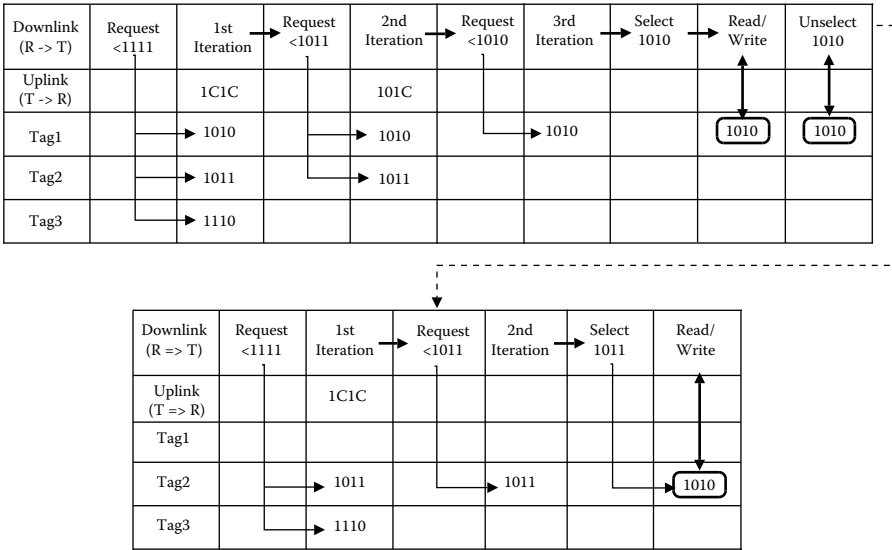 Downlink
(R -> T)
Request
<1111
1st
Iteration
Request
<1011
2nd
Iteration
Request
<1010
3rd
Iteration
Select
1010
Read/
Write
Unselect
1010
Uplink
(T -> R)
1C1C
101C
Tag1
1010
1010
1010
1010
1010
Tag2
1011
1011
Tag3
1110
Downlink
(R => T)
Request
<1111
1st
Iteration
Request
<1011
2nd
Iteration
Select
1011
Read/
Write
Uplink
(T => R)
1C1C
Tag1
Tag2
1011
1011
1010
Tag3
1110